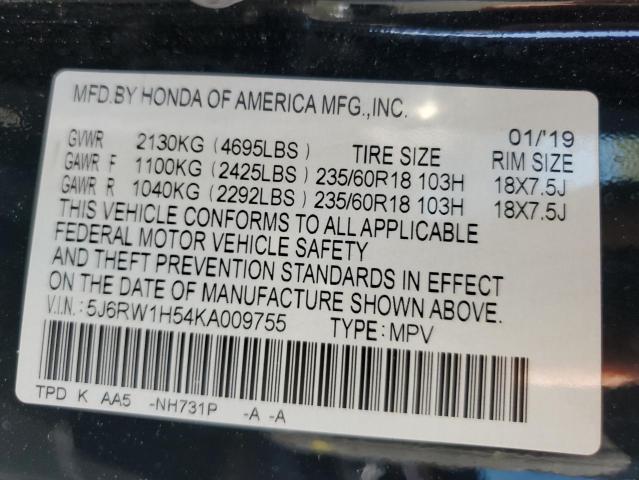 MFD.BY HONDA OF AMERICA MFG.,INC.
01/'19
GVWR 2130KG (4695LBS) TIRE SIZE RIM SIZE
GAWR F 1100KG (2425LBS) 235/60R18 103H 18X7.5J
GAWR R 1040KG (2292LBS) 235/60R18 103H 18X7.5J
THIS VEHICLE CONFORMS TO ALL APPLICABLE
FEDERAL MOTOR VEHICLE SAFETY
AND THEFT PREVENTION STANDARDS IN EFFECT
ON THE DATE OF MANUFACTURE SHOWN ABOVE.
V.I.N.:5J6RW1H54KA009755 TYPE:MPV
TPD K AA5 -NH731P -A -A